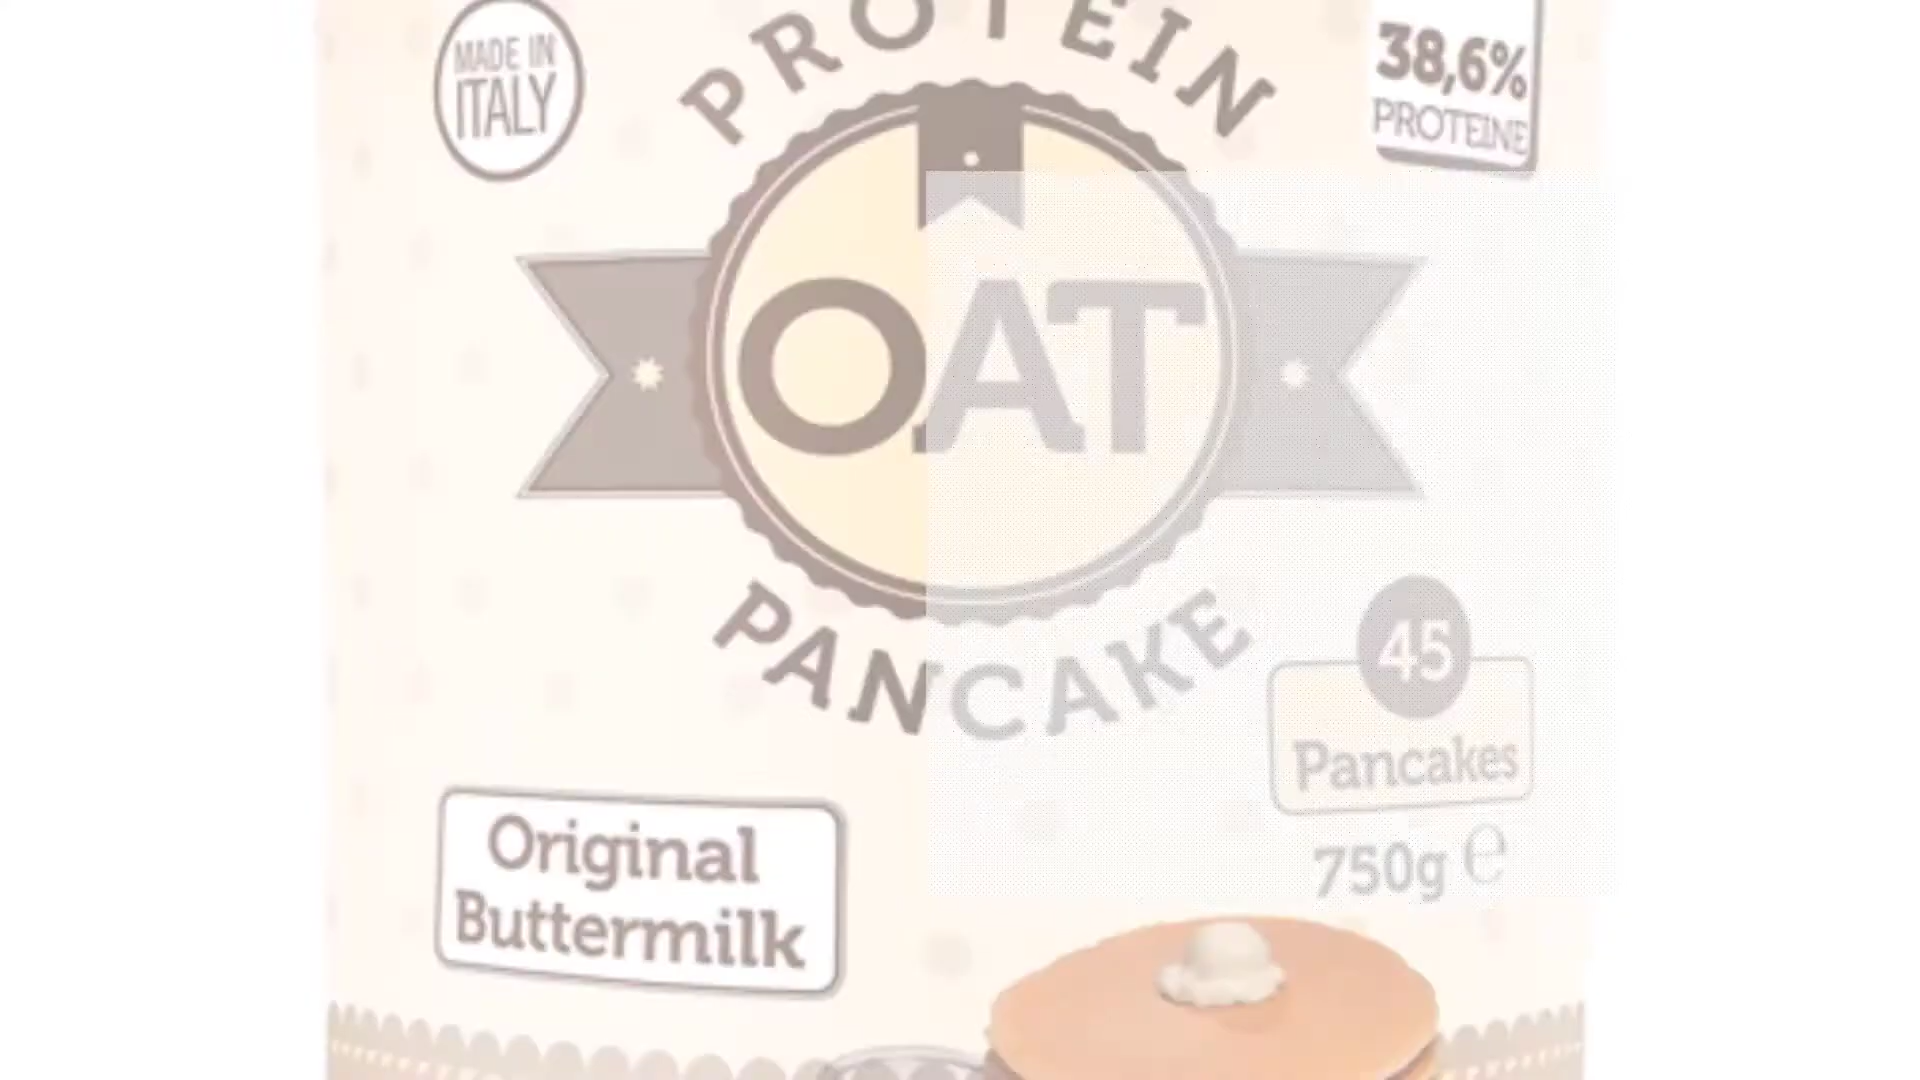 MADE IN
ITALY
PROTEIN
38,6%
PROTEINE
OAT
PANCAKE
45
Pancakes
750g e
Original
Buttermilk